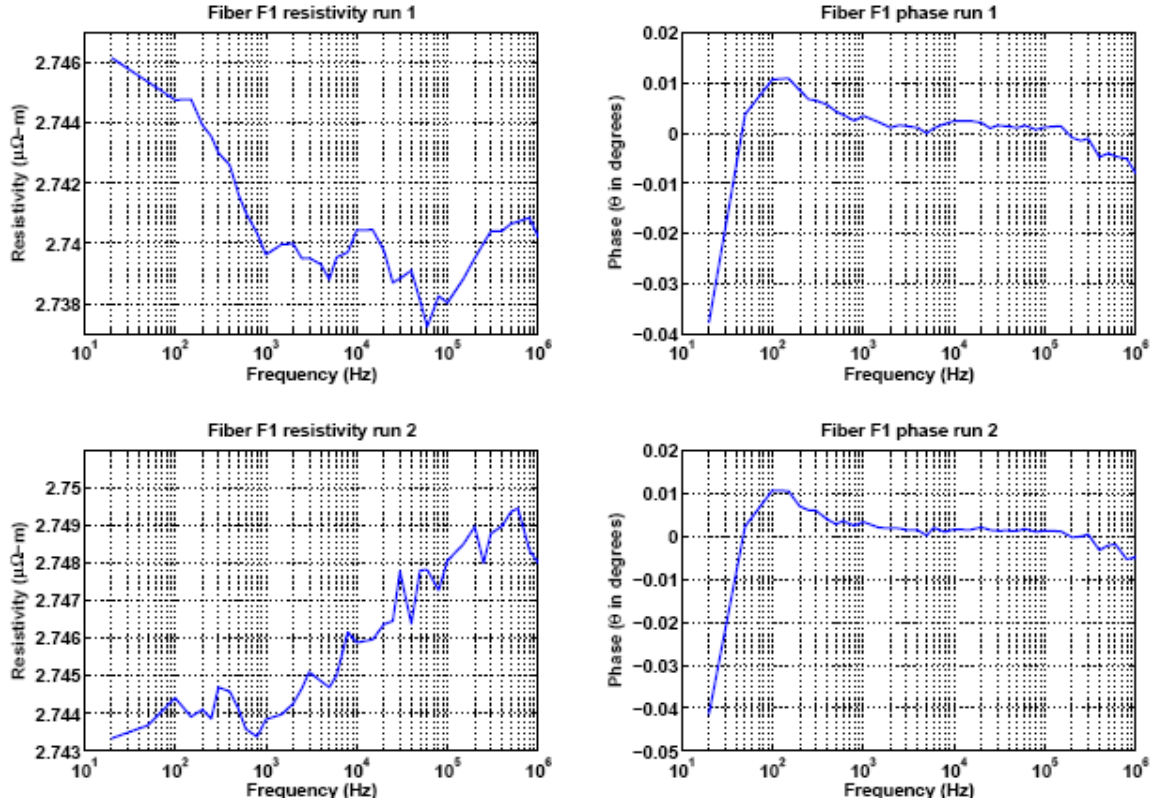 Fiber F1 resistivity run 1
2.746
2.744
2.742
2.74
2.738
Resistivity (μΩ−m)
10¹ 10² 10³ 10⁴ 10⁵ 10⁶
Frequency (Hz)
Fiber F1 phase run 1
0.02
0.01
0
−0.01
−0.02
−0.03
−0.04
Phase (θ in degrees)
10¹ 10² 10³ 10⁴ 10⁵ 10⁶
Frequency (Hz)
Fiber F1 resistivity run 2
2.75
2.749
2.748
2.747
2.746
2.745
2.744
2.743
Resistivity (μΩ−m)
10¹ 10² 10³ 10⁴ 10⁵ 10⁶
Frequency (Hz)
Fiber F1 phase run 2
0.02
0.01
0
−0.01
−0.02
−0.03
−0.04
−0.05
Phase (θ in degrees)
10¹ 10² 10³ 10⁴ 10⁵ 10⁶
Frequency (Hz)